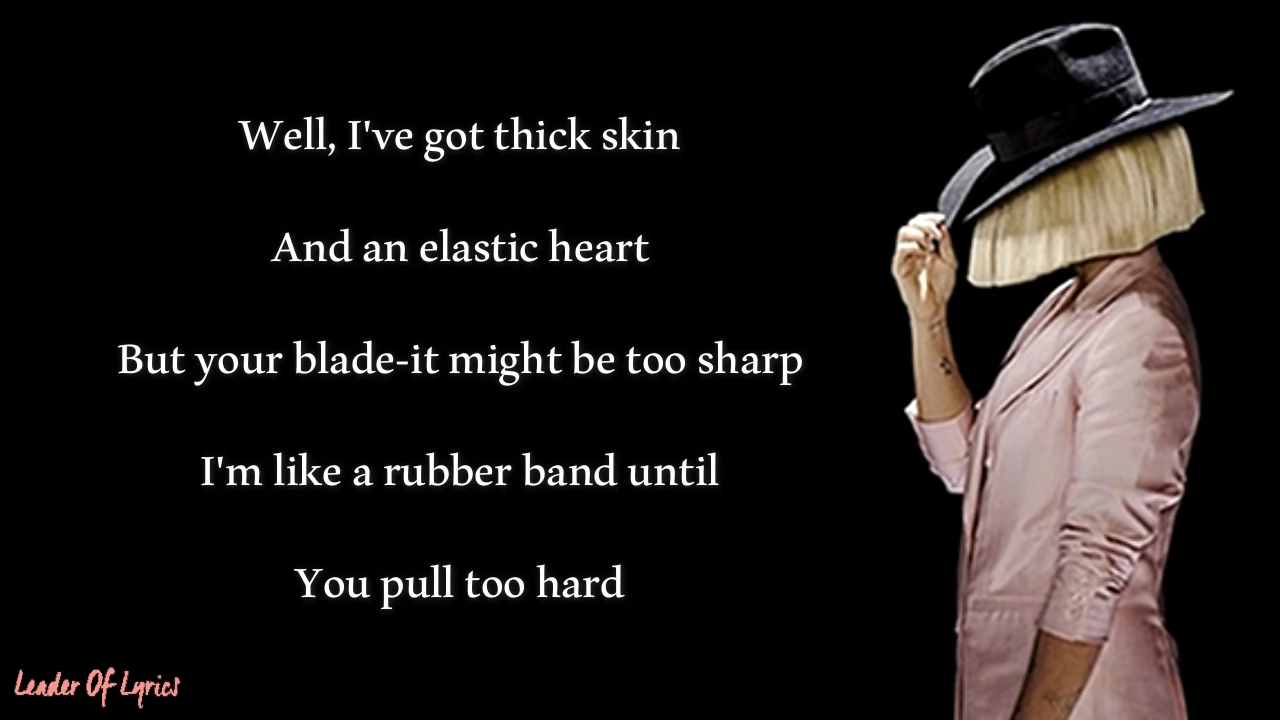 Well, I've got thick skin
And an elastic heart
But your blade-it might be too sharp
I'm like a rubber band until
You pull too hard
Leader Of Lyrics